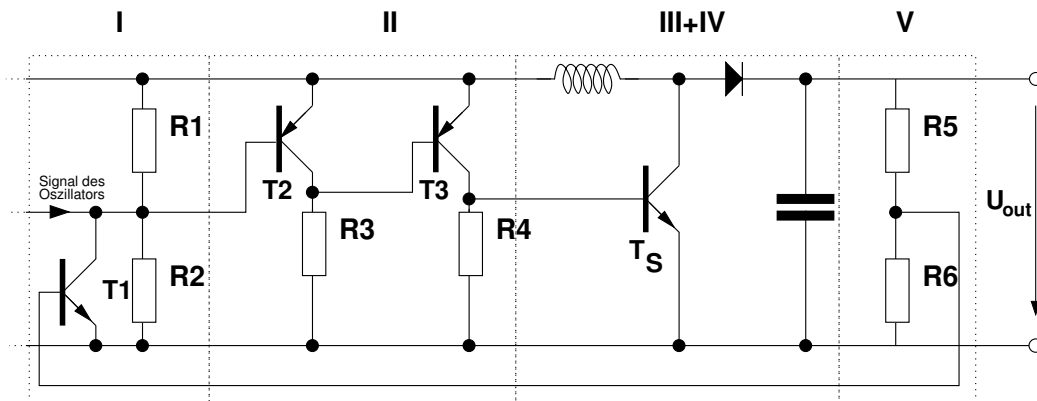 I
II
III+IV
V
R1
R5
Signal des
Oszillators
T2
T3
R3
R4
T
S
U
out
R2
T1
R6